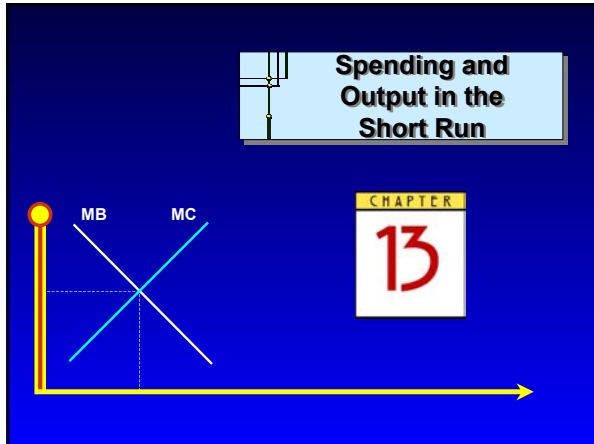 Spending and
Output in the
Short Run
MB MC
CHAPTER
13